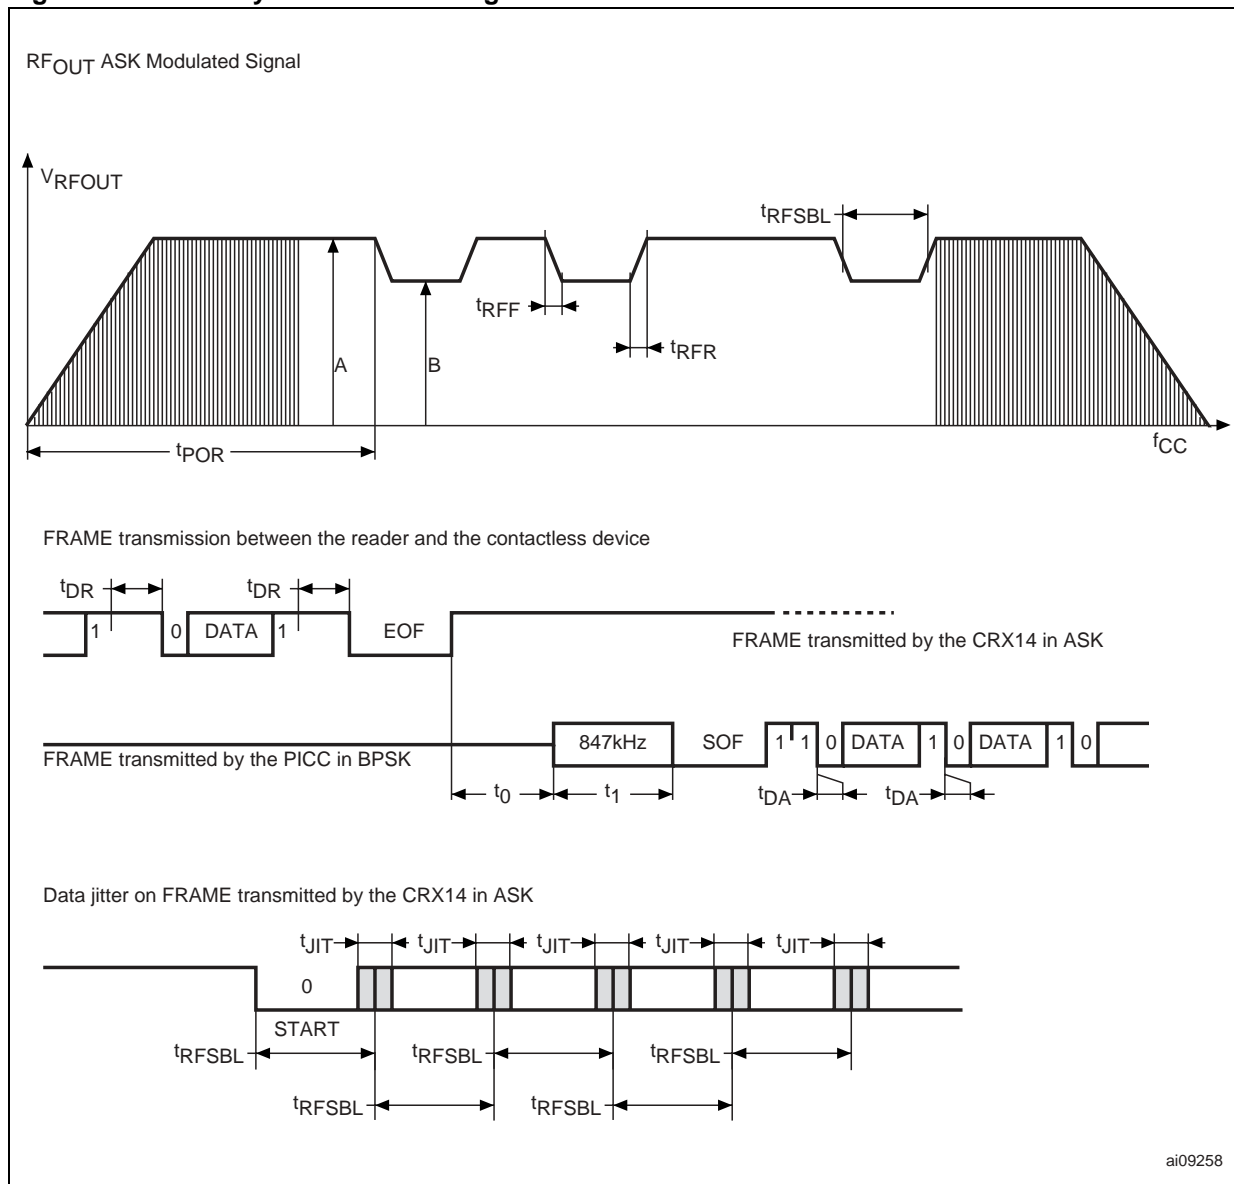 RFOUT ASK Modulated Signal
VRFOUT
tRFSBL
tRFF
tRFR
A
B
tPOR
fCC
FRAME transmission between the reader and the contactless device
tDR
tDR
1
0
DATA
1
EOF
FRAME transmitted by the CRX14 in ASK
847kHz
SOF
1
1
0
DATA
1
0
DATA
1
0
FRAME transmitted by the PICC in BPSK
t0
t1
tDA
tDA
Data jitter on FRAME transmitted by the CRX14 in ASK
tJIT
tJIT
tJIT
tJIT
tJIT
0
START
tRFSBL
tRFSBL
tRFSBL
tRFSBL
tRFSBL
ai09258